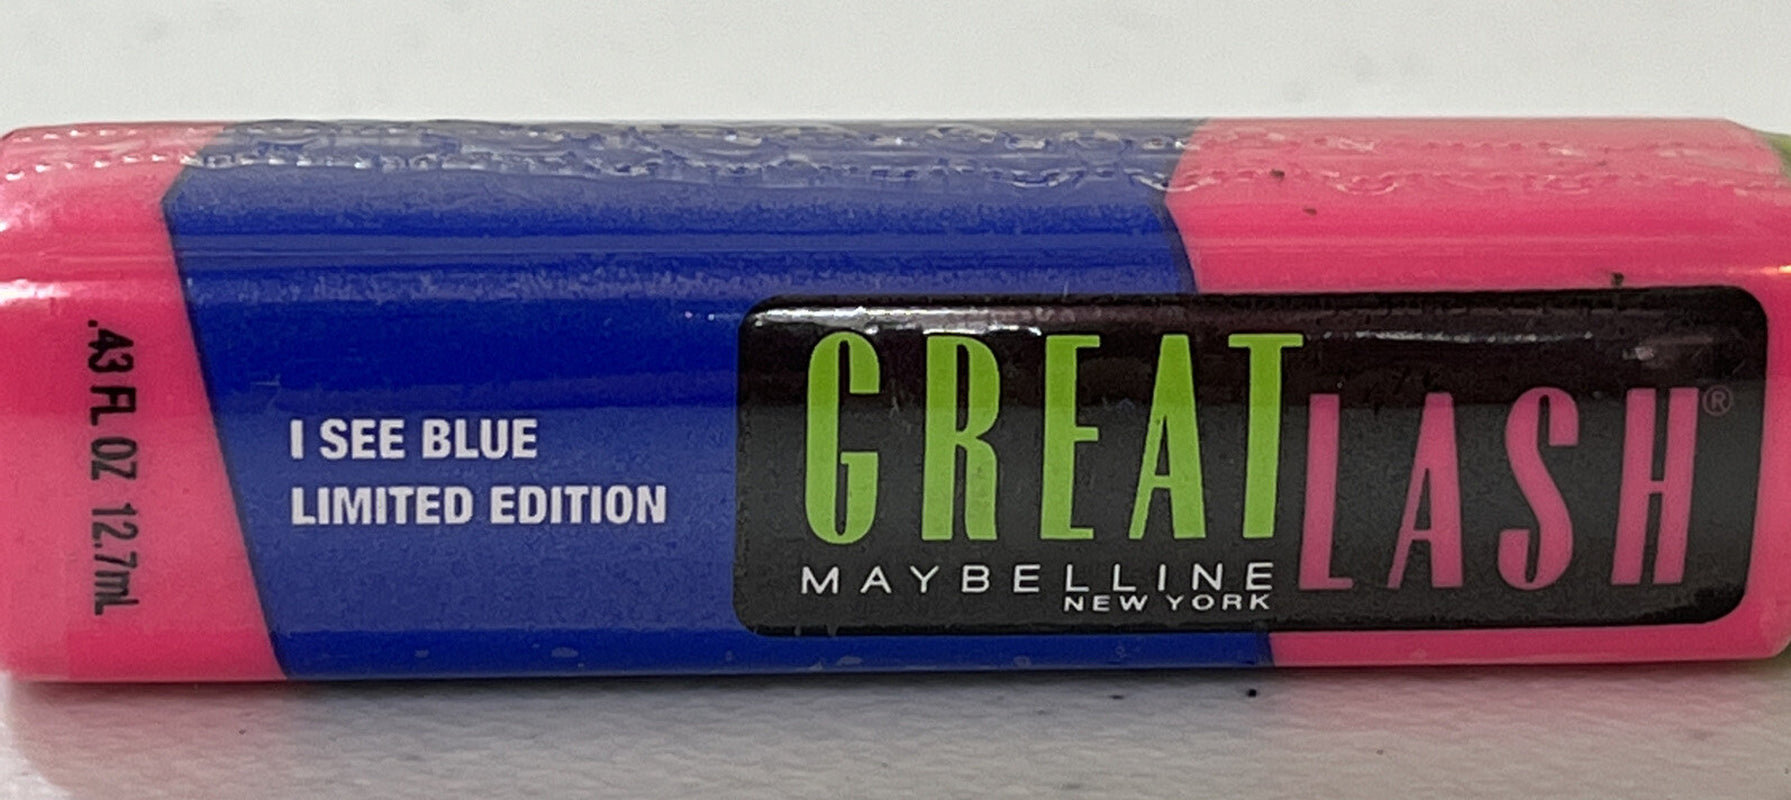 .43 FL OZ 12.7mL
I SEE BLUE
LIMITED EDITION
GREAT LASH®
MAYBELLINE
NEW YORK